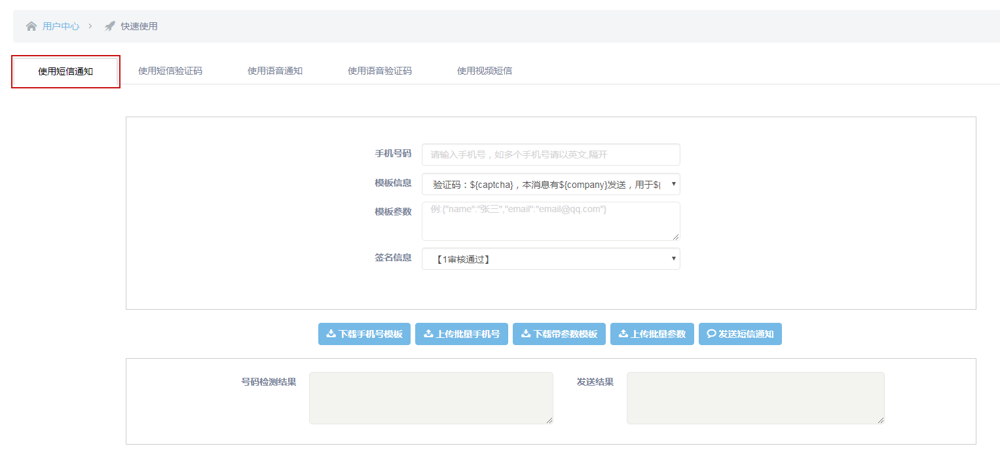 用户中心 › 快速使用
使用短信通知 使用短信验证码 使用语音通知 使用语音验证码 使用视频短信
手机号码 请输入手机号，如多个手机号请以英文,隔开
模板信息 验证码：${captcha}，本消息有${company}发送，用于${
模板参数 例:{"name":"张三","email":"email@qq.com"}
签名信息 【1审核通过】
下载手机号模板 上传批量手机号 下载带参数模板 上传批量参数 发送短信通知
号码检测结果 发送结果